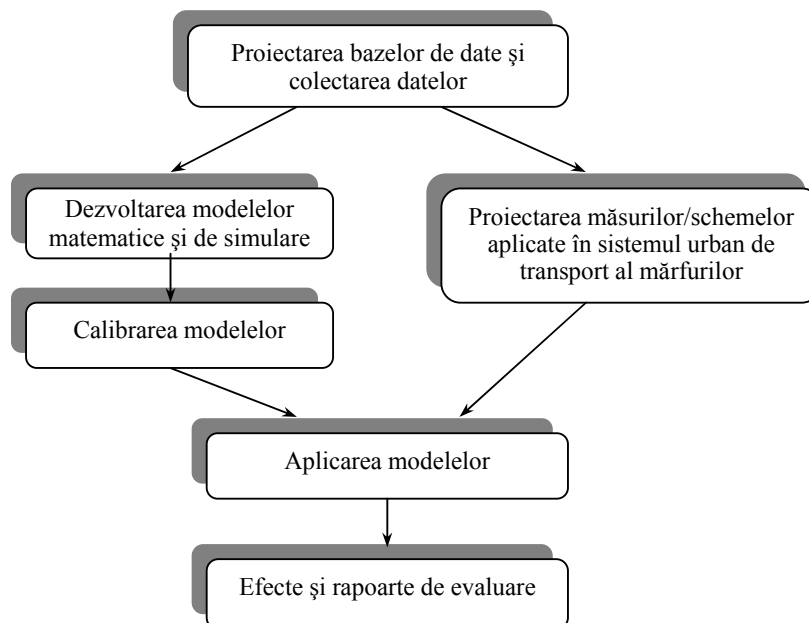 Proiectarea bazelor de date şi
colectarea datelor
Dezvoltarea modelelor
matematice şi de simulare
Proiectarea măsurilor/schemelor
aplicate în sistemul urban de
transport al mărfurilor
Calibrarea modelelor
Aplicarea modelelor
Efecte şi rapoarte de evaluare